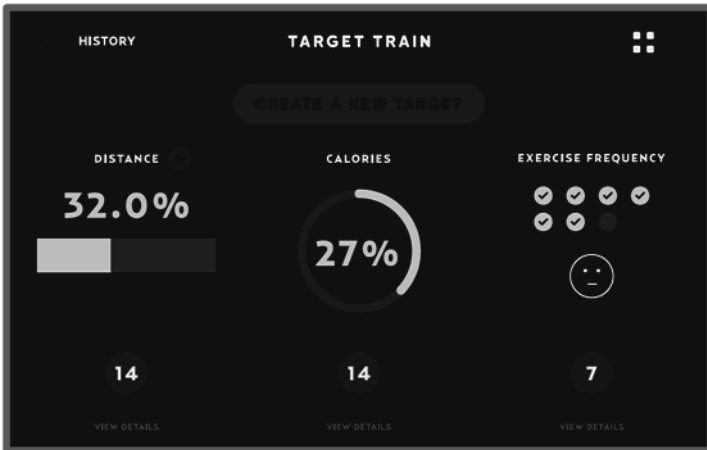 HISTORY
TARGET TRAIN
CREATE A NEW TARGET
DISTANCE
CALORIES
EXERCISE FREQUENCY
32.0%
27%
14
14
7
VIEW DETAILS
VIEW DETAILS
VIEW DETAILS